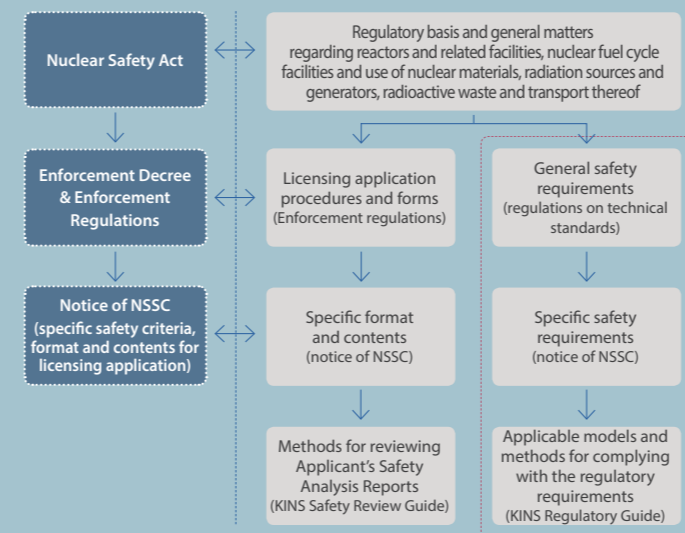 Nuclear Safety Act
Regulatory basis and general matters
regarding reactors and related facilities, nuclear fuel cycle
facilities and use of nuclear materials, radiation sources and
generators, radioactive waste and transport thereof
Enforcement Decree
& Enforcement
Regulations
Licensing application
procedures and forms
(Enforcement regulations)
General safety
requirements
(regulations on technical
standards)
Notice of NSSC
(specific safety criteria,
format and contents for
licensing application)
Specific format
and contents
(notice of NSSC)
Specific safety
requirements
(notice of NSSC)
Methods for reviewing
Applicant's Safety
Analysis Reports
(KINS Safety Review Guide)
Applicable models and
methods for complying
with the regulatory
requirements
(KINS Regulatory Guide)